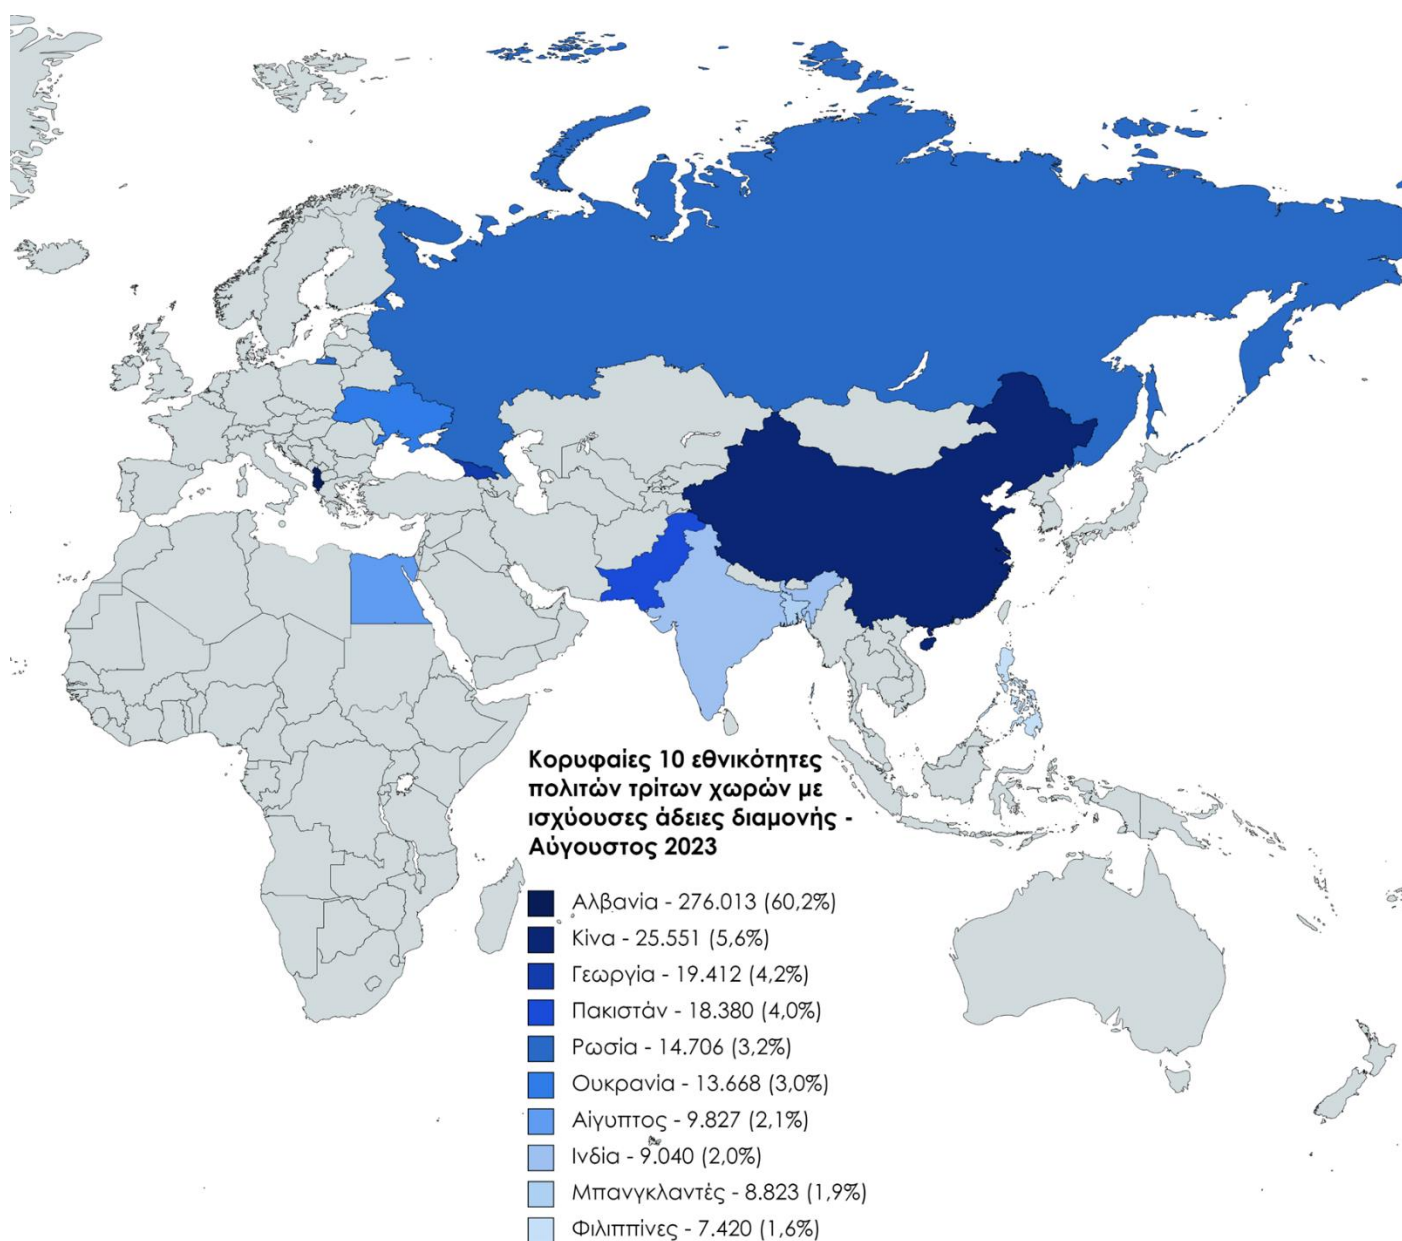 Κορυφαίες 10 εθνικότητες
πολιτών τρίτων χωρών με
ισχύουσες άδειες διαμονής -
Αύγουστος 2023
Αλβανία - 276.013 (60,2%)
Κίνα - 25.551 (5,6%)
Γεωργία - 19.412 (4,2%)
Πακιστάν - 18.380 (4,0%)
Ρωσία - 14.706 (3,2%)
Ουκρανία - 13.668 (3,0%)
Αίγυπτος - 9.827 (2,1%)
Ινδία - 9.040 (2,0%)
Μπανγκλαντές - 8.823 (1,9%)
Φιλιππίνες - 7.420 (1,6%)